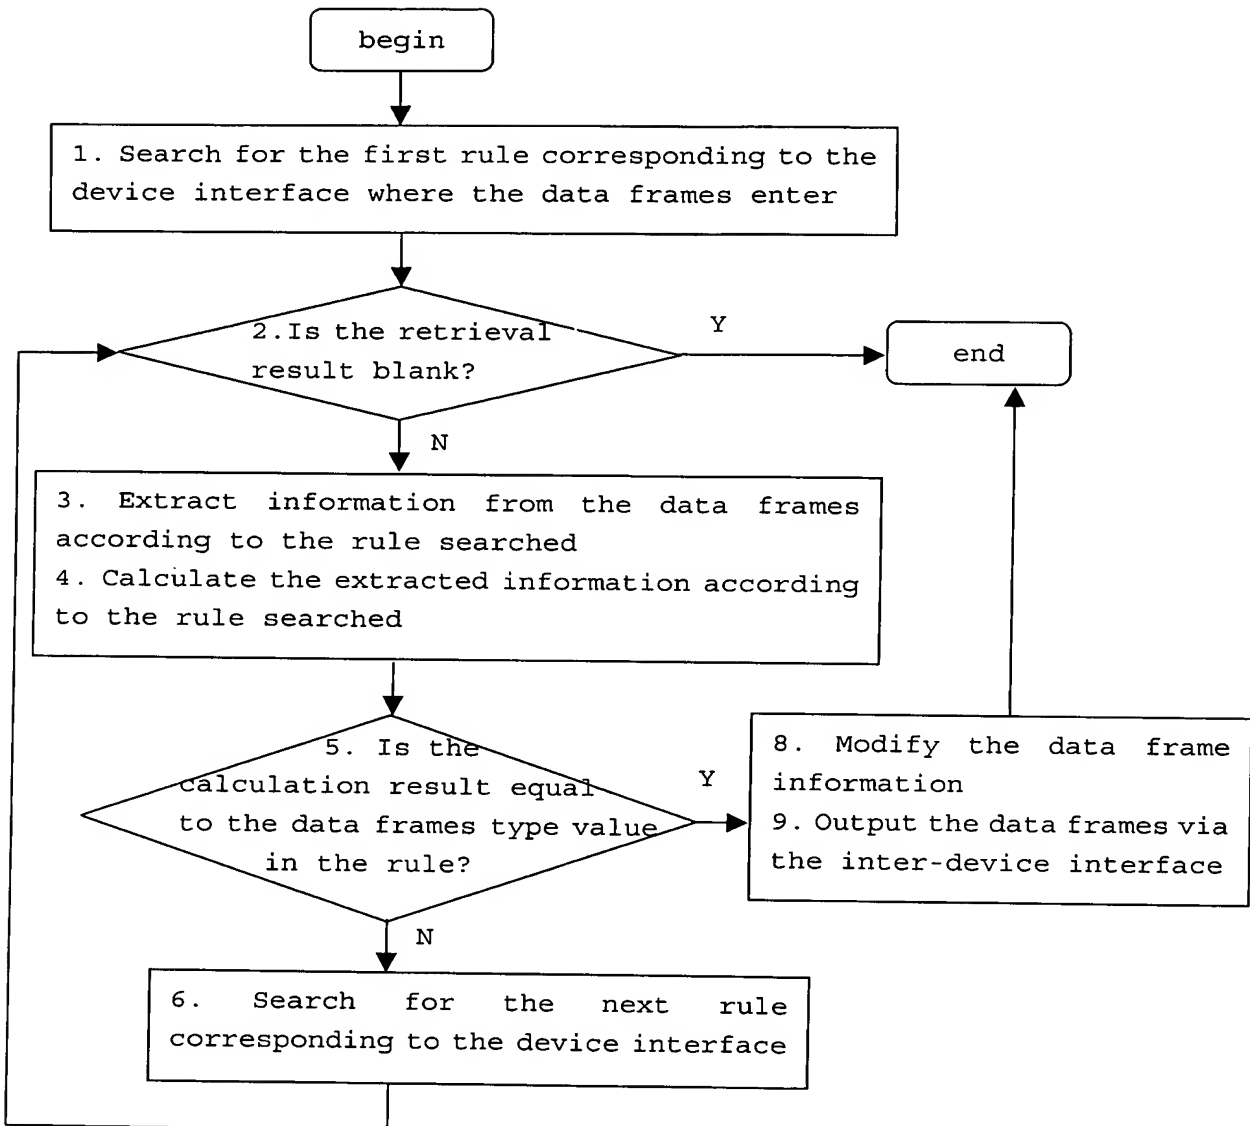 begin
1. Search for the first rule corresponding to the
device interface where the data frames enter
2.Is the retrieval
result blank?
Y
end
N
3. Extract information from the data frames
according to the rule searched
4. Calculate the extracted information according
to the rule searched
5. Is the
calculation result equal
to the data frames type value
in the rule?
Y
8. Modify the data frame
information
9. Output the data frames via
the inter-device interface
N
6. Search for the next rule
corresponding to the device interface